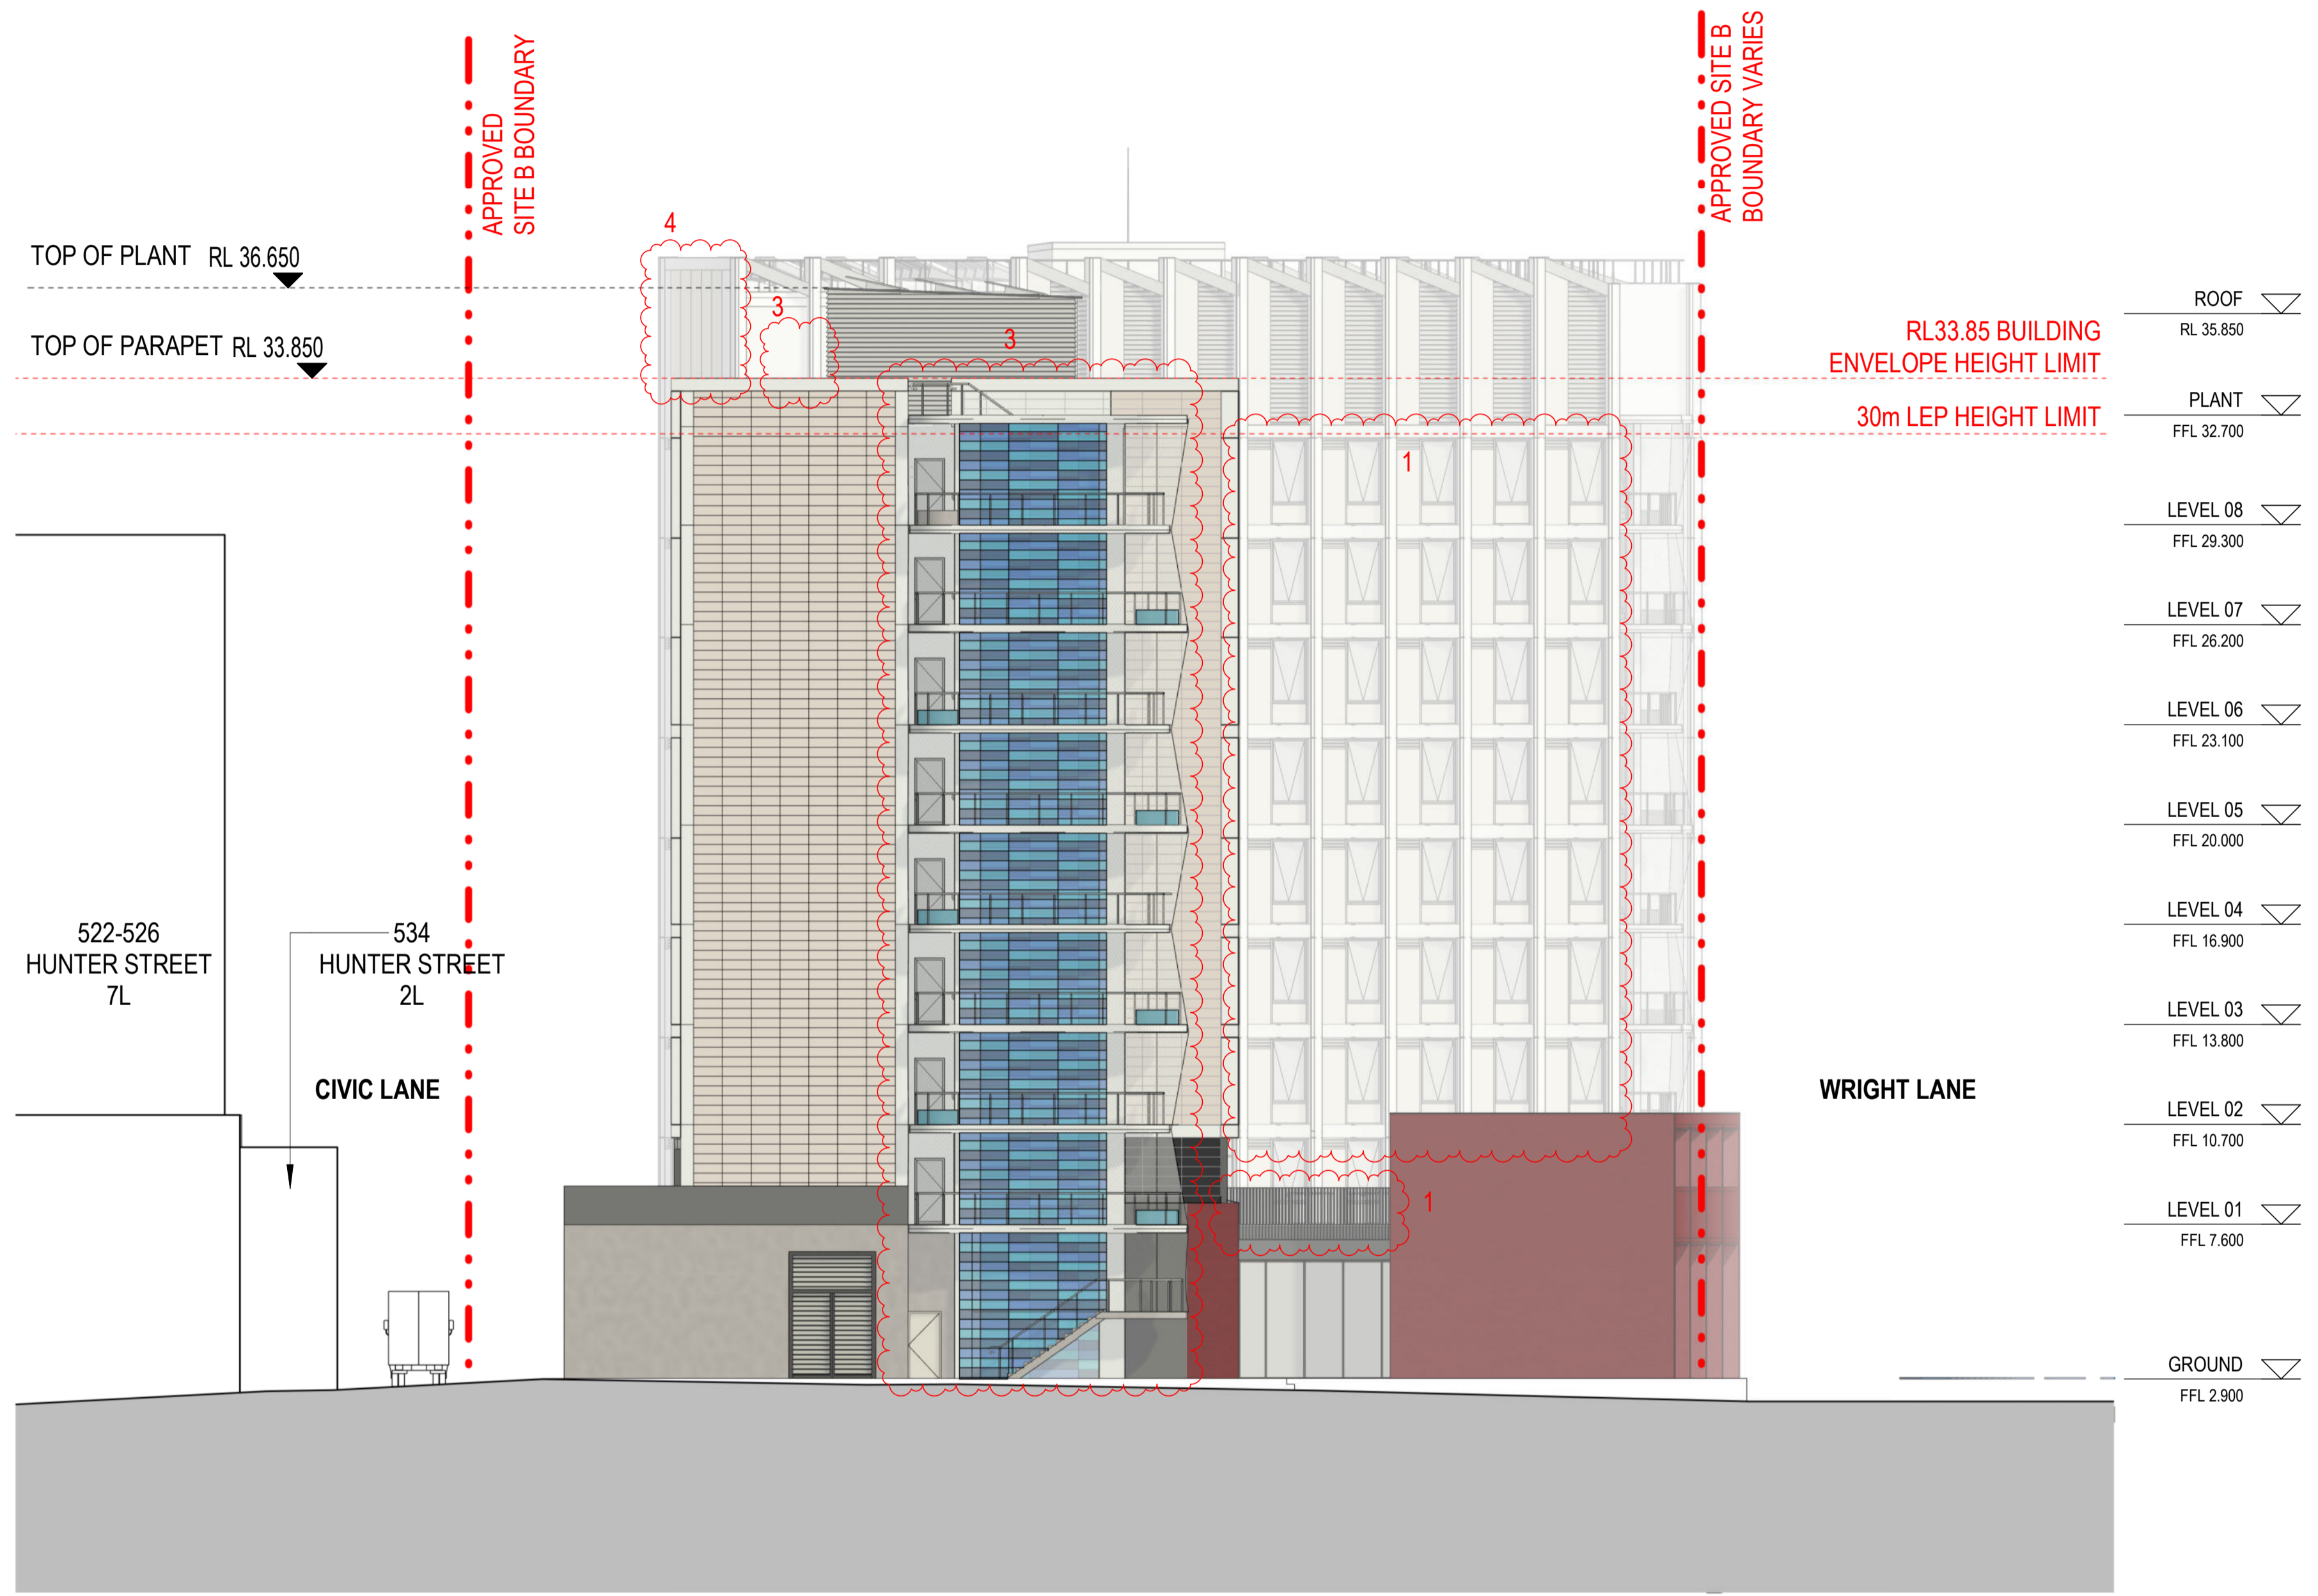 APPROVED
SITE B BOUNDARY
APPROVED SITE B
BOUNDARY VARIES
4
TOP OF PLANT RL 36.650
3
TOP OF PARAPET RL 33.850
3
RL33.85 BUILDING
ENVELOPE HEIGHT LIMIT
30m LEP HEIGHT LIMIT
1
ROOF
RL 35.850
PLANT
FFL 32.700
LEVEL 08
FFL 29.300
LEVEL 07
FFL 26.200
LEVEL 06
FFL 23.100
LEVEL 05
FFL 20.000
LEVEL 04
FFL 16.900
LEVEL 03
FFL 13.800
LEVEL 02
FFL 10.700
LEVEL 01
FFL 7.600
GROUND
FFL 2.900
522-526
HUNTER STREET
7L
534
HUNTER STREET
2L
CIVIC LANE
WRIGHT LANE
1